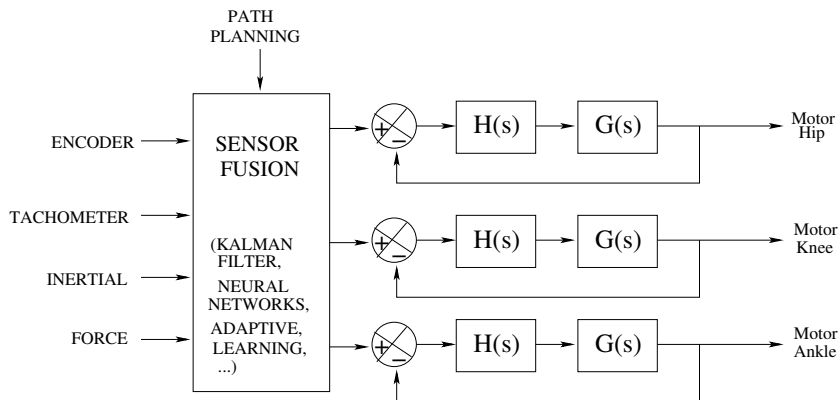 PATH
PLANNING
ENCODER
TACHOMETER
INERTIAL
FORCE
SENSOR
FUSION
(KALMAN
FILTER,
NEURAL
NETWORKS,
ADAPTIVE,
LEARNING,
...)
+
−
H(s)
G(s)
Motor
Hip
+
−
H(s)
G(s)
Motor
Knee
+
−
H(s)
G(s)
Motor
Ankle